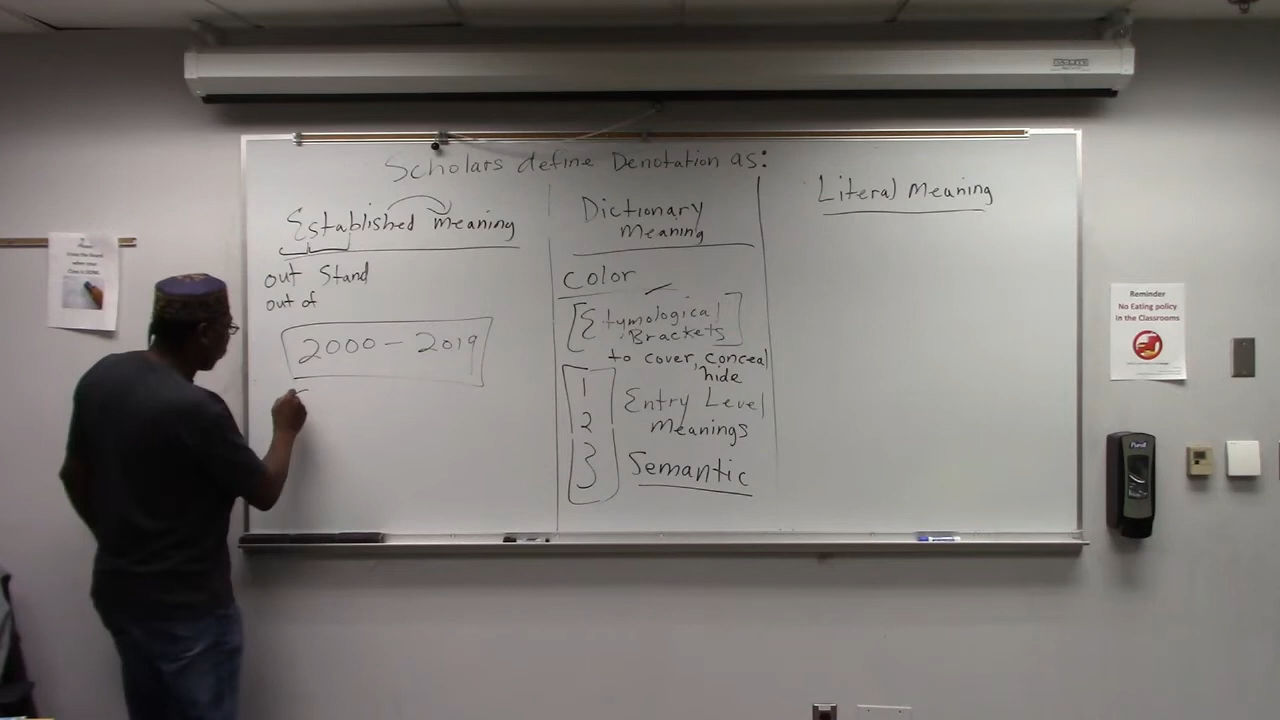 Scholars define Denotation as:
Established meaning
out Stand
out of
2000 – 2019
Dictionary
Meaning
Color
[Etymological
Brackets]
to cover, conceal
hide
1
2
3
Entry Level
Meanings
Semantic
Literal Meaning
Reminder
No Eating policy
in the Classrooms
Purell